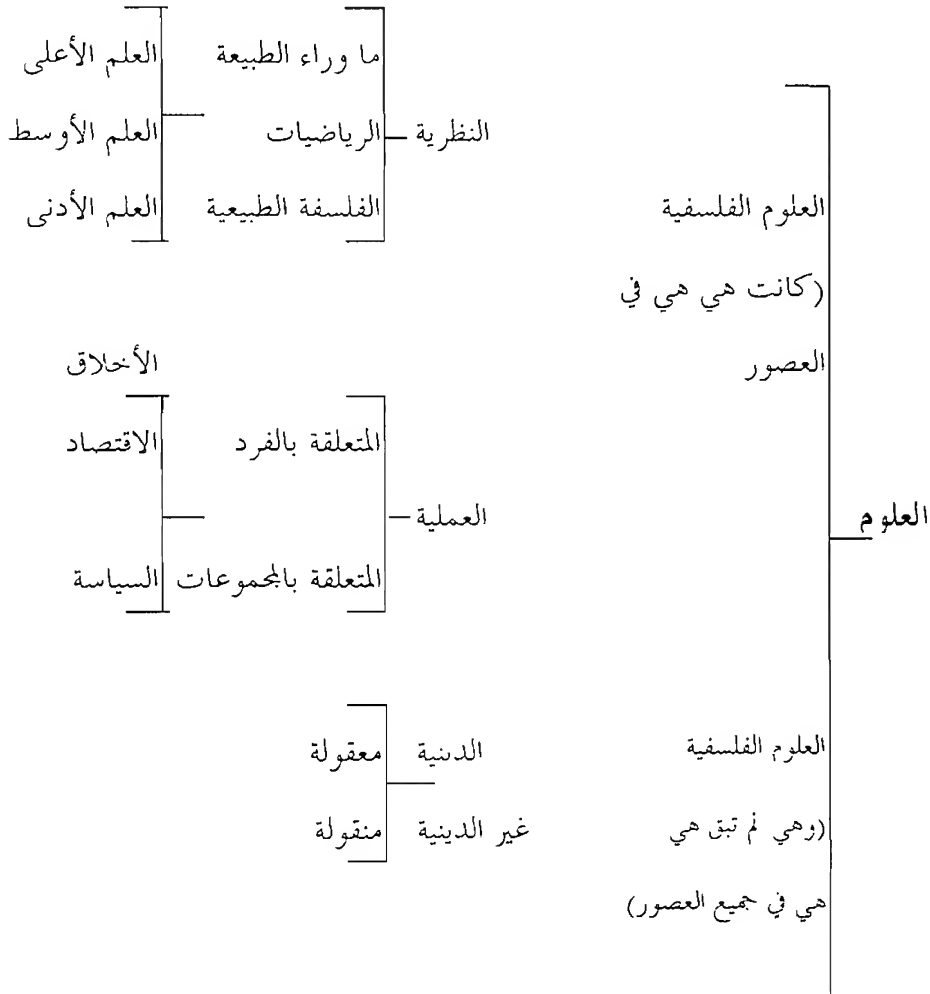 ما وراء الطبيعة العلم الأعلى
النظرية الرياضيات العلم الأوسط
العلوم الفلسفية الفلسفة الطبيعية العلم الأدنى
(كانت هي هي في
العصور الأخلاق
المتعلقة بالفرد الاقتصاد
العلوم العملية
المتعلقة بالمجموعات السياسة
العلوم الفلسفية الدينية معقولة
(وهي لم تبق هي غير الدينية منقولة
هي في جميع العصور)